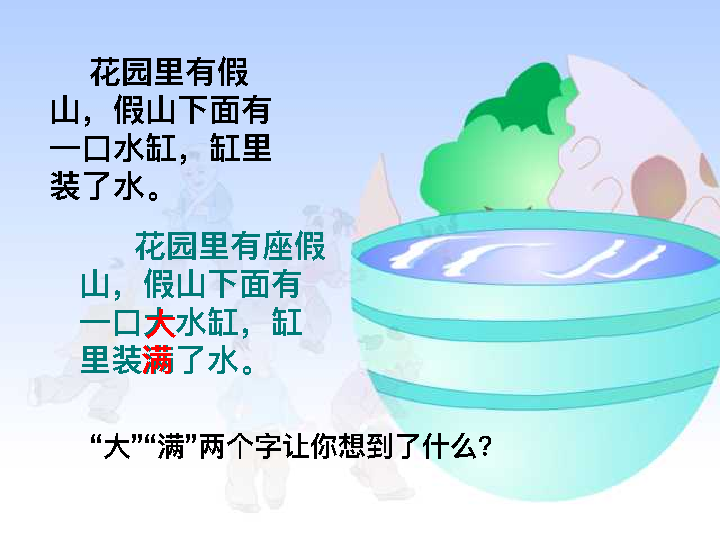 花园里有假
山，假山下面有
一口水缸，缸里
装了水。
花园里有座假
山，假山下面有
一口大水缸，缸
里装满了水。
“大”“满”两个字让你想到了什么？